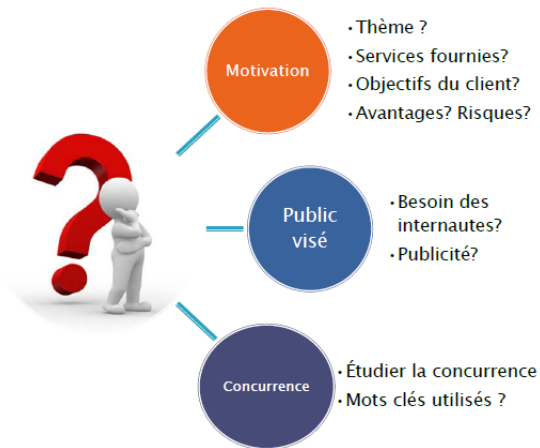 Motivation
• Thème ?
• Services fournies?
• Objectifs du client?
• Avantages? Risques?
Public
visé
• Besoin des
internautes?
• Publicité?
Concurrence
• Étudier la concurrence
• Mots clés utilisés ?